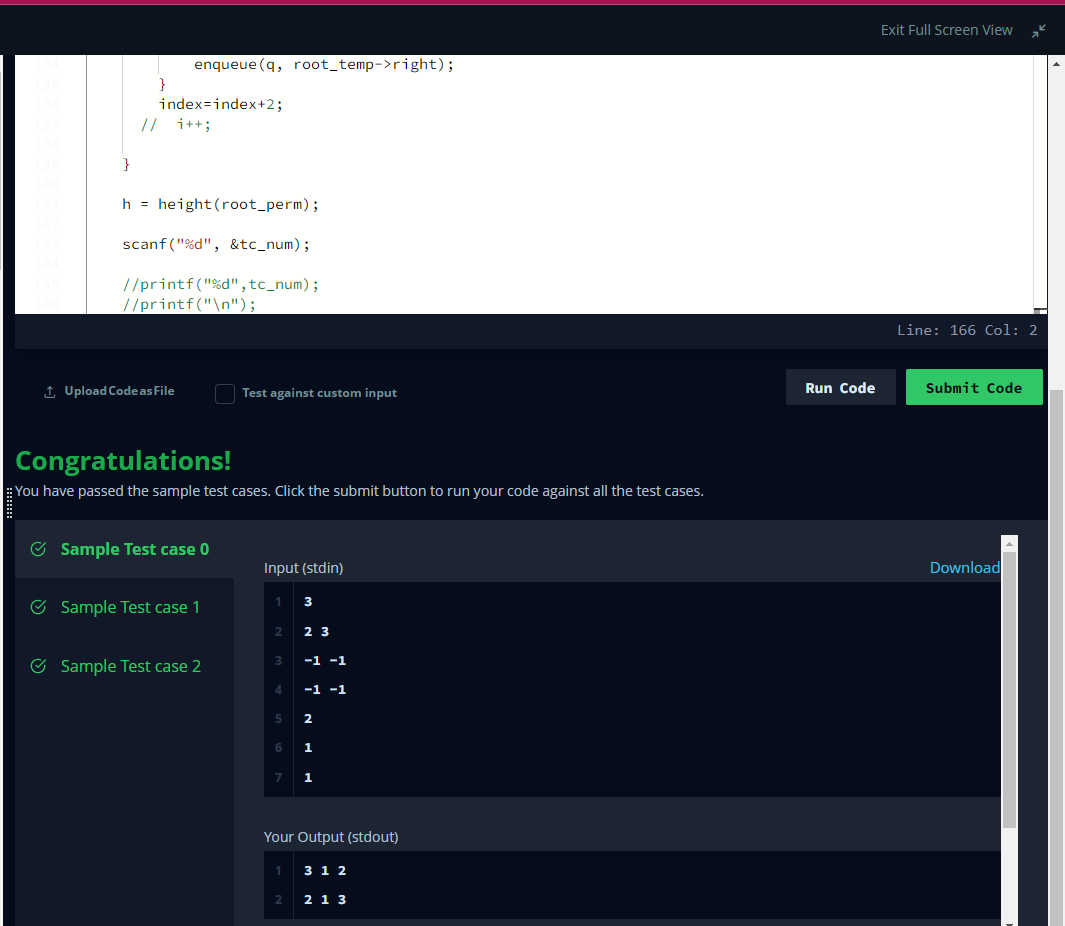 Exit Full Screen View
134 enqueue(q, root_temp->right);
135 }
136 index=index+2;
137 // i++;
138
139 }
140
141 h = height(root_perm);
142
143 scanf("%d", &tc_num);
144
145 //printf("%d",tc_num);
146 //printf("\n");
Line: 166 Col: 2
Upload Code as File
Test against custom input
Run Code
Submit Code
Congratulations!
You have passed the sample test cases. Click the submit button to run your code against all the test cases.
Sample Test case 0
Sample Test case 1
Sample Test case 2
Input (stdin)
Download
1 3
2 2 3
3 -1 -1
4 -1 -1
5 2
6 1
7 1
Your Output (stdout)
1 3 1 2
2 2 1 3